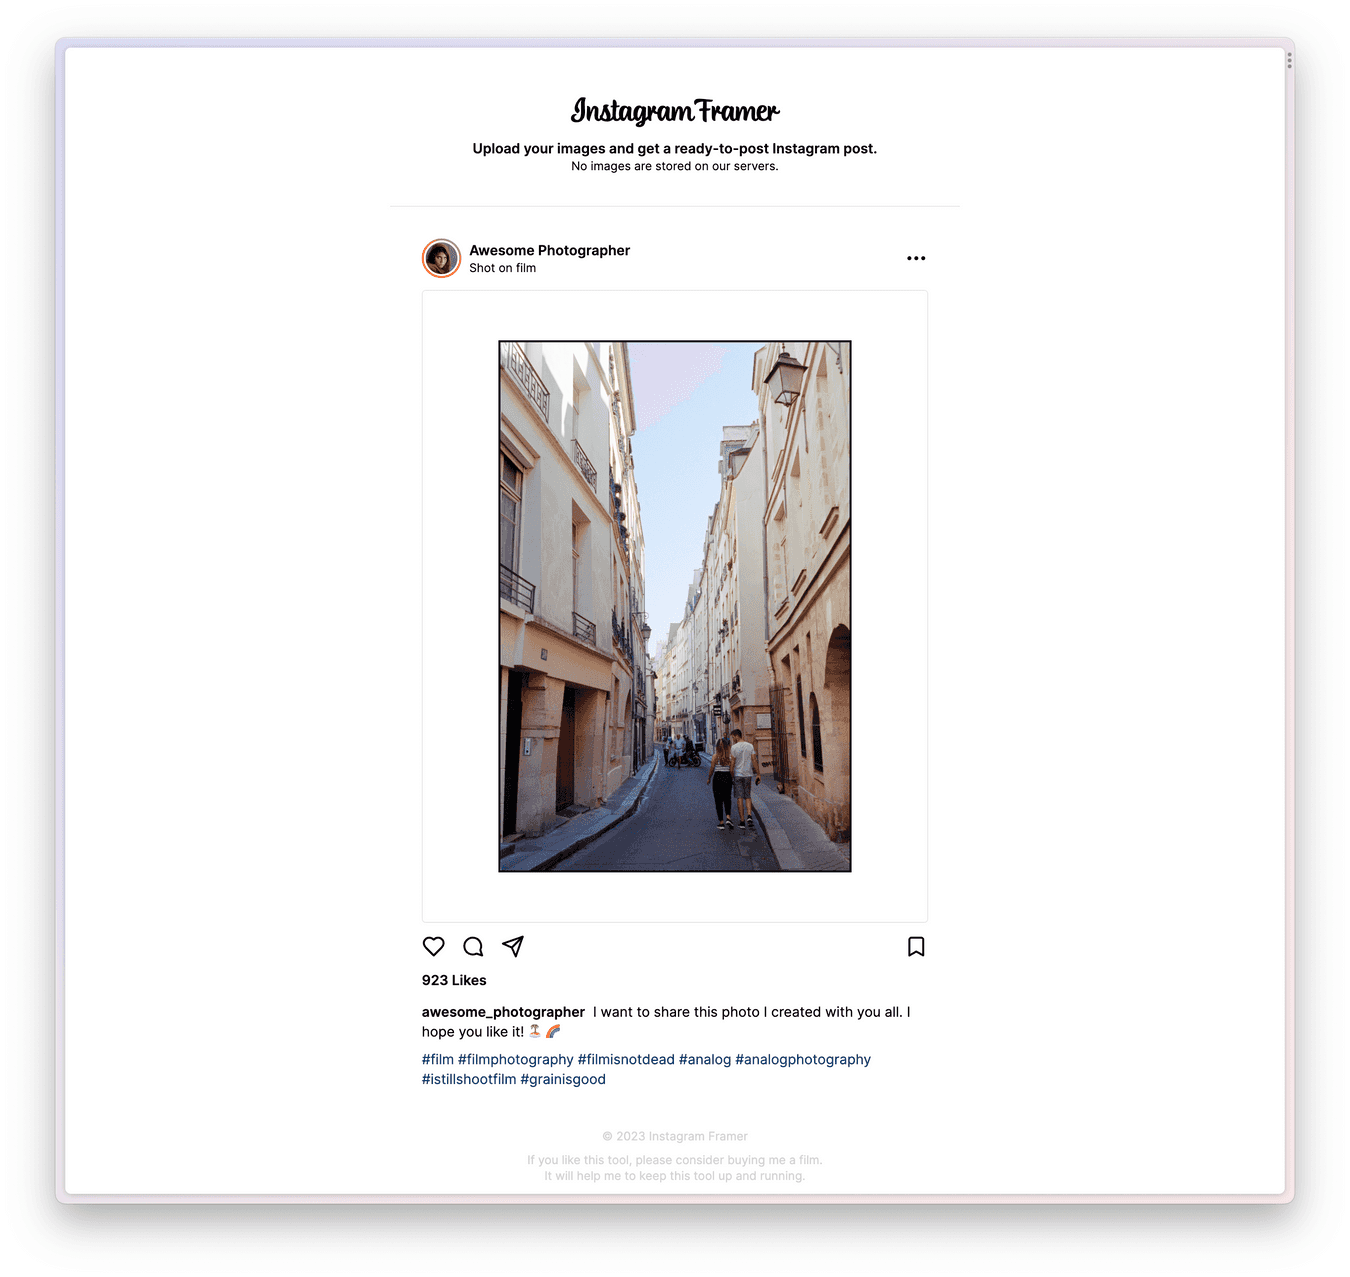 Instagram Framer
Upload your images and get a ready-to-post Instagram post.
No images are stored on our servers.
Awesome Photographer
Shot on film
923 Likes
awesome_photographer I want to share this photo I created with you all. I
hope you like it! 🏝️ 🌈
#film #filmphotography #filmisnotdead #analog #analogphotography
#istillshootfilm #grainisgood
© 2023 Instagram Framer
If you like this tool, please consider buying me a film.
It will help me to keep this tool up and running.